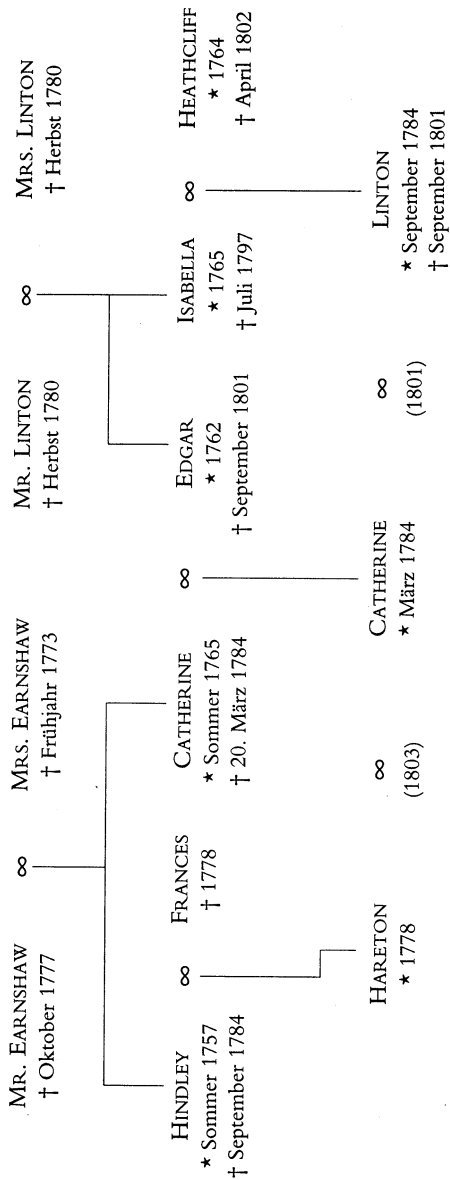 MR. EARNSHAW
† Oktober 1777
∞
MRS. EARNSHAW
† Frühjahr 1773
MR. LINTON
† Herbst 1780
∞
MRS. LINTON
† Herbst 1780
HINDLEY
★ Sommer 1757
† September 1784
∞
FRANCES
† 1778
CATHERINE
★ Sommer 1765
† 20. März 1784
∞
EDGAR
★ 1762
† September 1801
ISABELLA
★ 1765
† Juli 1797
∞
HEATHCLIFF
★ 1764
† April 1802
HARETON
★ 1778
∞
(1803)
CATHERINE
★ März 1784
∞
(1801)
LINTON
★ September 1784
† September 1801